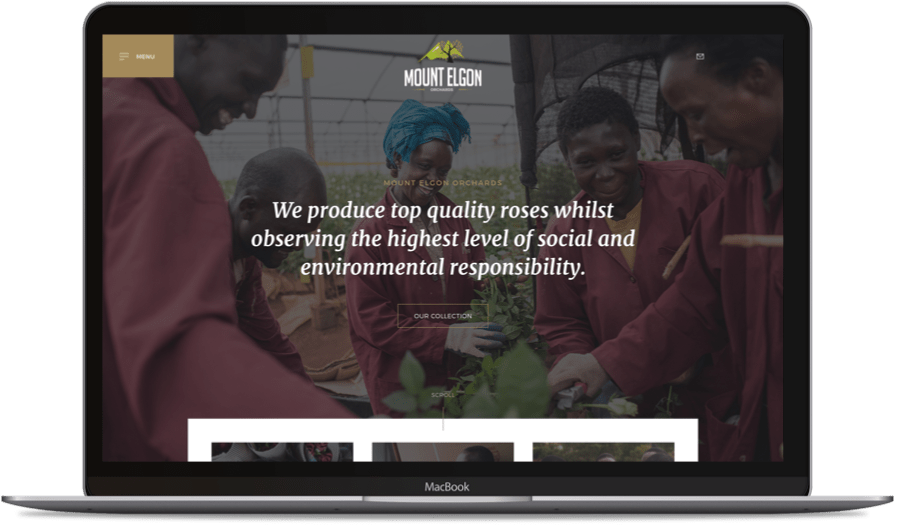 MENU
MOUNT ELGON
ORCHARDS
MOUNT ELGON ORCHARDS
We produce top quality roses whilst
observing the highest level of social and
environmental responsibility.
OUR COLLECTION
SCROLL
MacBook